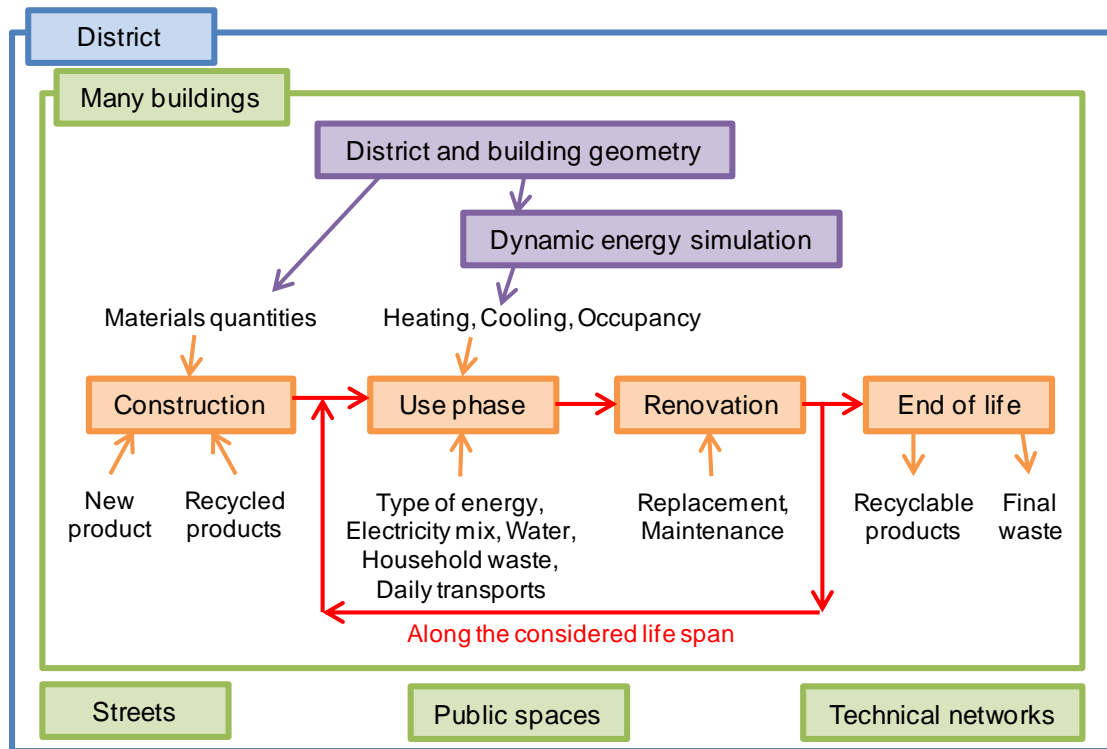 District
Many buildings
District and building geometry
Dynamic energy simulation
Materials quantities
Heating, Cooling, Occupancy
Construction
Use phase
Renovation
End of life
New
product
Recycled
products
Type of energy,
Electricity mix, Water,
Household waste,
Daily transports
Replacement,
Maintenance
Recyclable
products
Final
waste
Along the considered life span
Streets
Public spaces
Technical networks